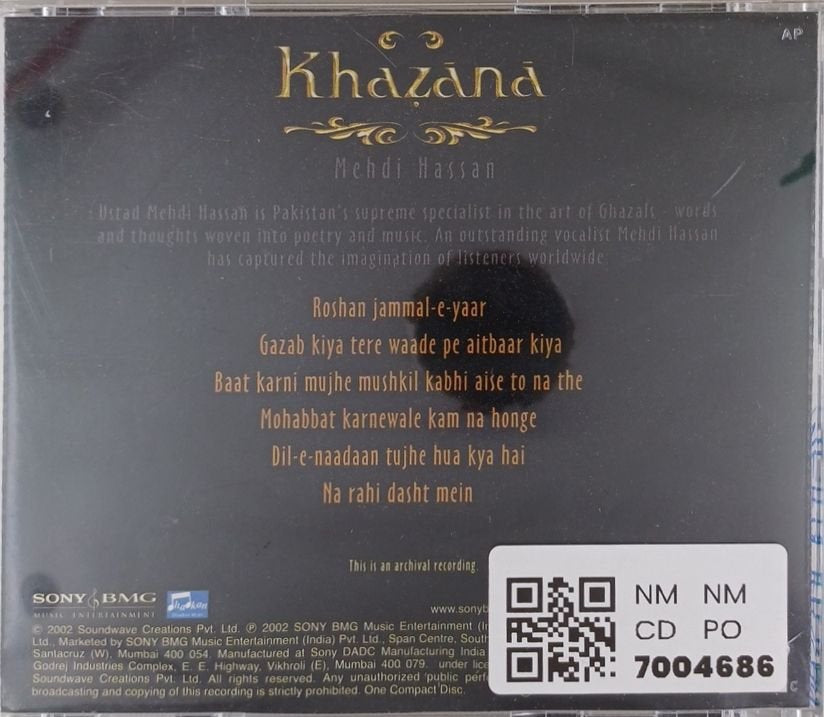 AP
Khazānā
Mehdi Hassan
Ustad Mehdi Hassan is Pakistan's supreme specialist in the art of Ghazals - words
and thoughts woven into poetry and music. An outstanding vocalist Mehdi Hassan
has captured the imagination of listeners worldwide.
Roshan jammal-e-yaar
Gazab kiya tere waade pe aitbaar kiya
Baat karni mujhe mushkil kabhi aise to na the
Mohabbat karnewale kam na honge
Dil-e-naadaan tujhe hua kya hai
Na rahi dasht mein
This is an archival recording.
SONY BMG
MUSIC ENTERTAINMENT
www.sonyb
© 2002 Soundwave Creations Pvt. Ltd. ℗ 2002 SONY BMG Music Entertainment (In
Ltd., Marketed by SONY BMG Music Entertainment (India) Pvt. Ltd., Span Centre, South
Santacruz (W), Mumbai 400 054. Manufactured at Sony DADC Manufacturing India
Godrej Industries Complex, E. E. Highway, Vikhroli (E), Mumbai 400 079. under lice
Soundwave Creations Pvt. Ltd. All rights reserved. Any unauthorized public perf
broadcasting and copying of this recording is strictly prohibited. One Compact Disc.
NM NM
CD PO
7004686